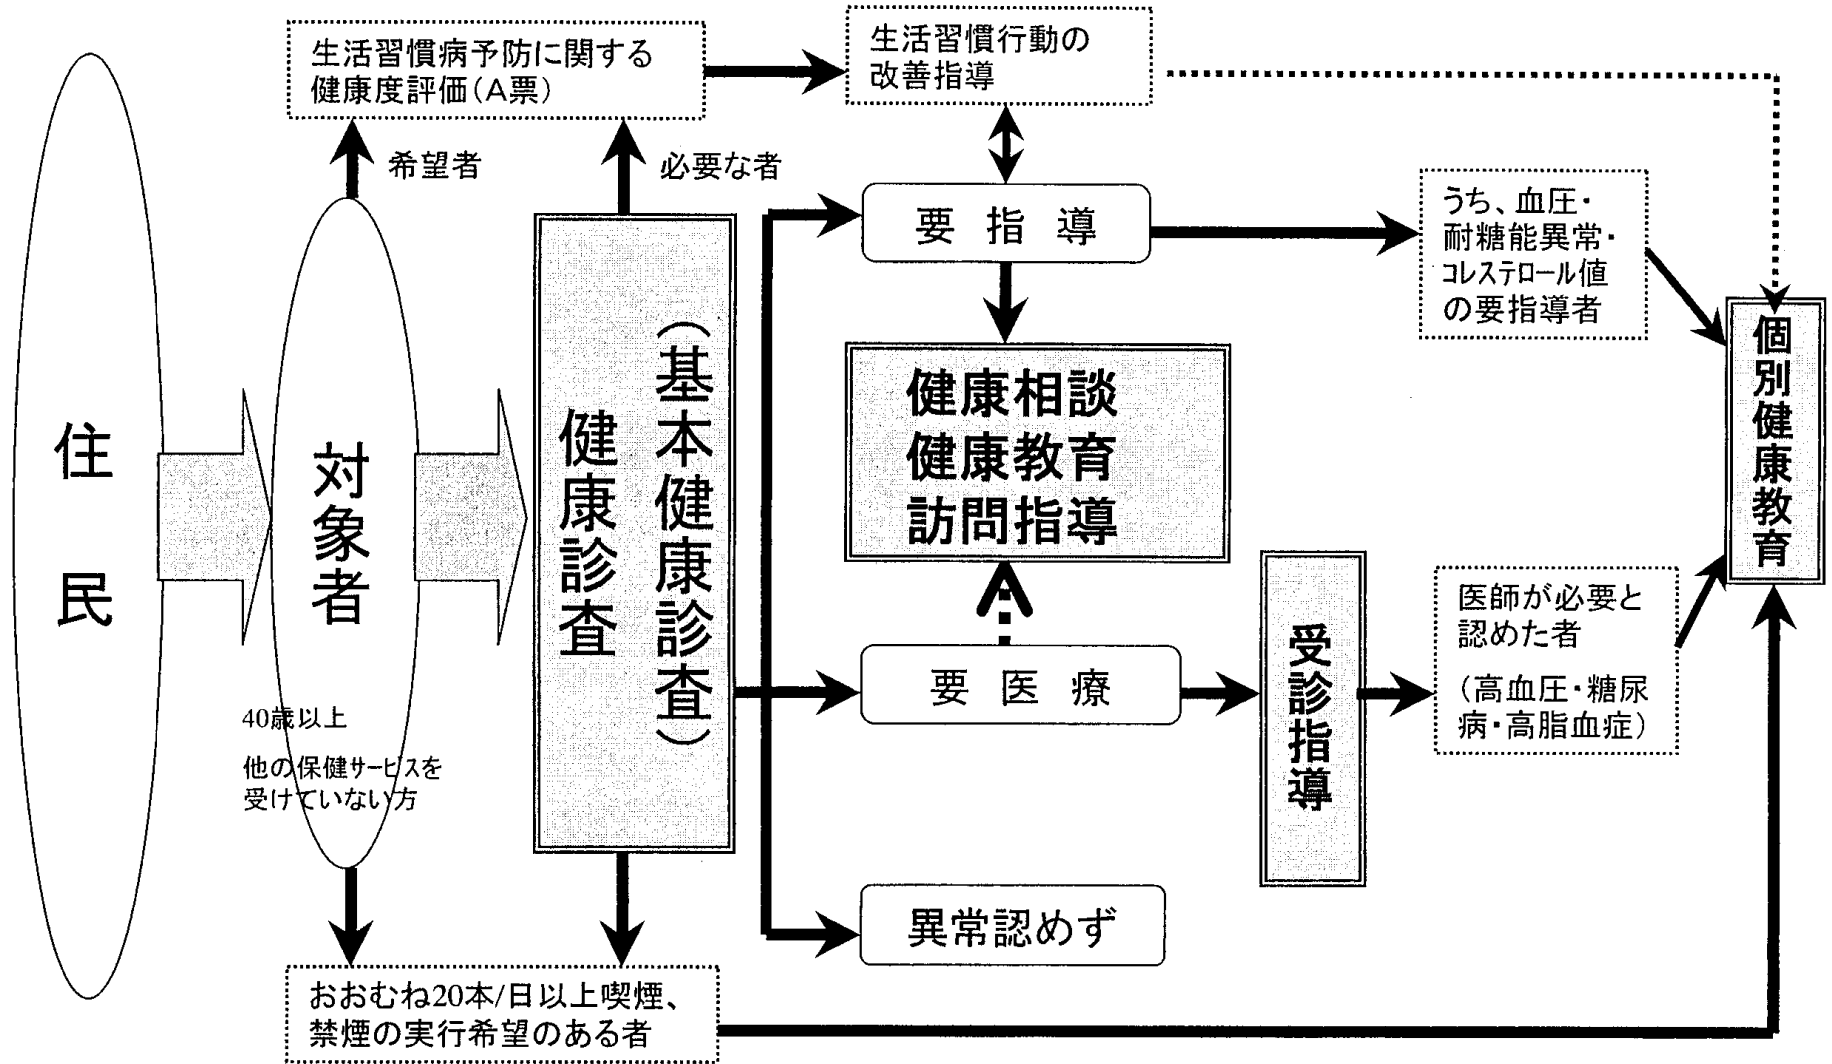 住民
対象者
40歳以上
他の保健サービスを
受けていない方
生活習慣病予防に関する
健康度評価（A票）
希望者
必要な者
（基本健康診査）
健康診査
生活習慣行動の
改善指導
要指導
健康相談
健康教育
訪問指導
要医療
異常認めず
受診指導
うち、血圧・
耐糖能異常・
コレステロール値
の要指導者
医師が必要と
認めた者
（高血圧・糖尿
病・高脂血症）
個別健康教育
おおむね20本/日以上喫煙、
禁煙の実行希望のある者